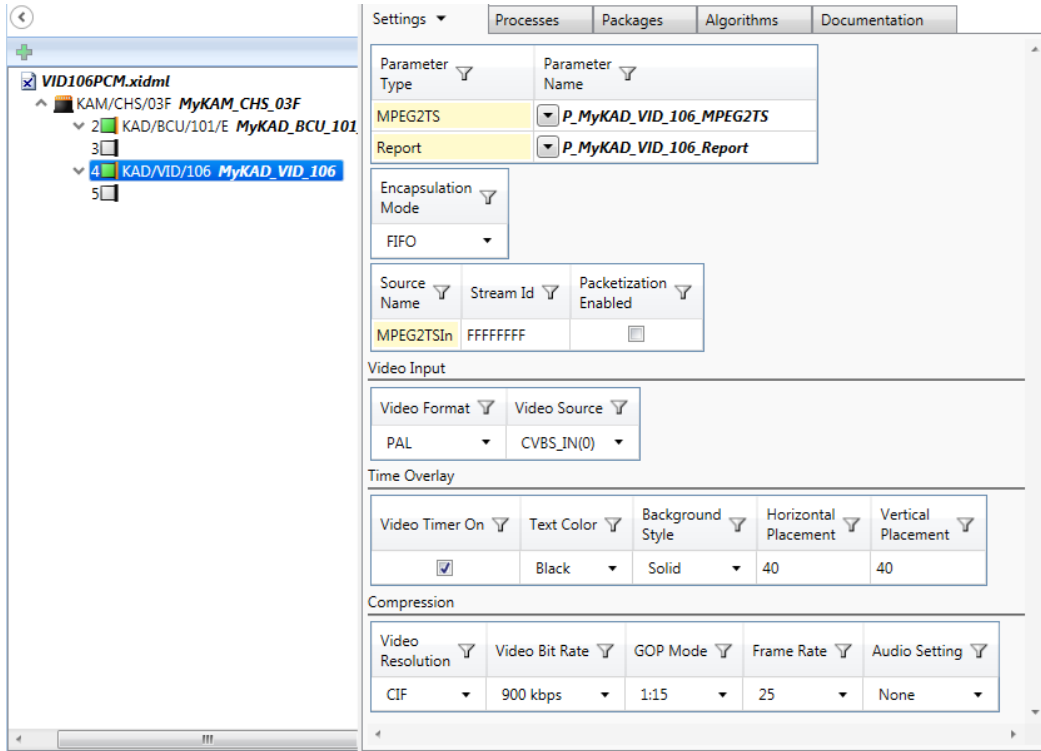 Settings
Processes
Packages
Algorithms
Documentation
VID106PCM.xidml
KAM/CHS/03F MyKAM_CHS_03F
2 KAD/BCU/101/E MyKAD_BCU_101_
3
4 KAD/VID/106 MyKAD_VID_106
5
Parameter Type
Parameter Name
MPEG2TS P_MyKAD_VID_106_MPEG2TS
Report P_MyKAD_VID_106_Report
Encapsulation Mode
FIFO
Source Name
Stream Id
Packetization Enabled
MPEG2TSIn FFFFFFFF
Video Input
Video Format Video Source
PAL CVBS_IN(0)
Time Overlay
Video Timer On
Text Color
Background Style
Horizontal Placement
Vertical Placement
Black Solid 40 40
Compression
Video Resolution
Video Bit Rate
GOP Mode
Frame Rate
Audio Setting
CIF 900 kbps 1:15 25 None